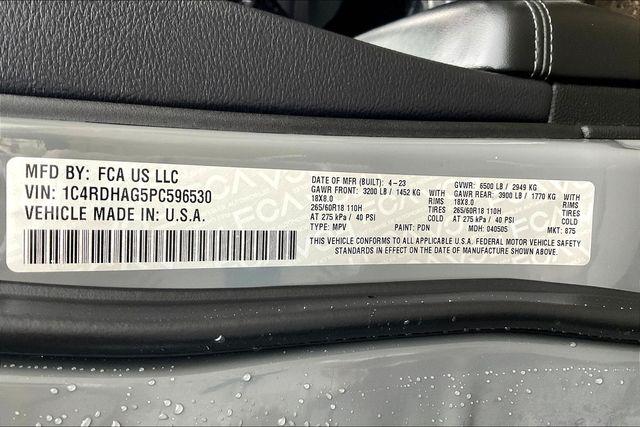 MFD BY: FCA US LLC
VIN: 1C4RDHAG5PC596530
VEHICLE MADE IN: U.S.A.
DATE OF MFR (BUILT): 4-23 GVWR: 6500 LB / 2949 KG
GAWR FRONT: 3200 LB / 1452 KG WITH GAWR REAR: 3900 LB / 1770 KG WITH
18X8.0 RIMS 18X8.0 RIMS
265/60R18 110H TIRES 265/60R18 110H TIRES
AT 275 kPa / 40 PSI COLD AT 275 kPa / 40 PSI COLD
TYPE: MPV PAINT: PDN MDH: 040505 MKT: 875
THIS VEHICLE CONFORMS TO ALL APPLICABLE U.S.A. FEDERAL MOTOR VEHICLE SAFETY
STANDARDS IN EFFECT ON THE DATE OF MANUFACTURE SHOWN ABOVE.